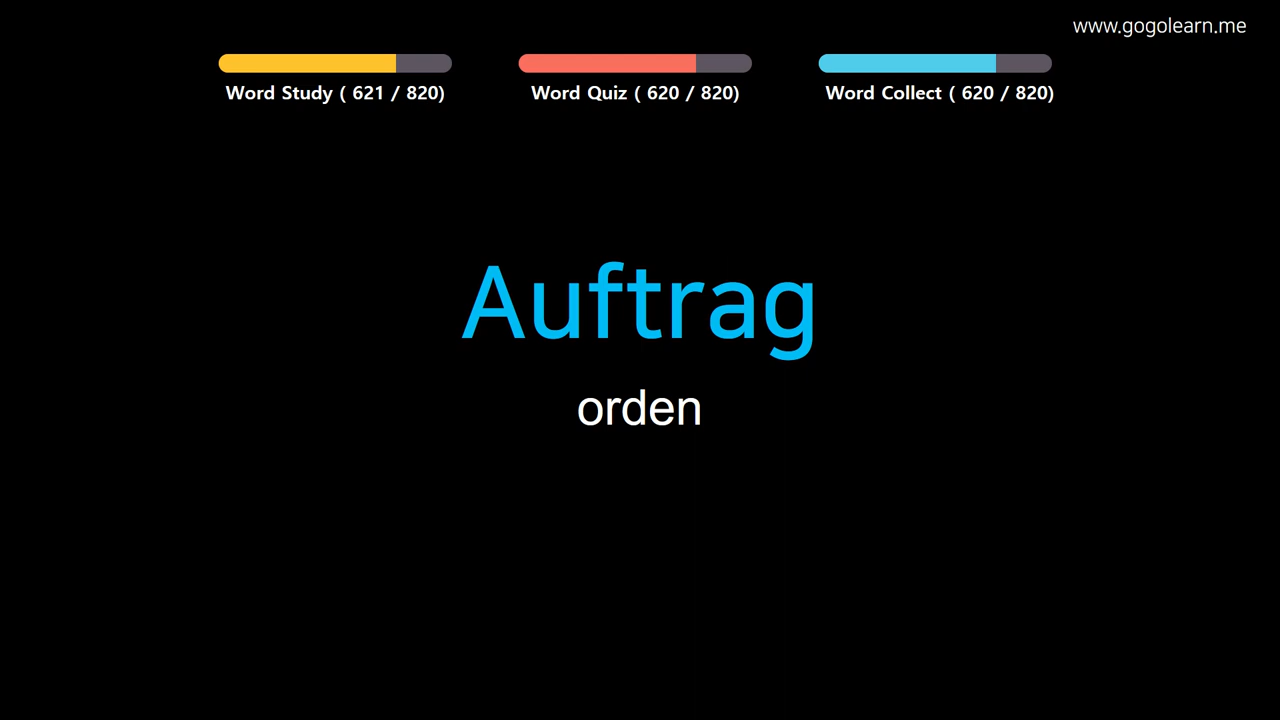 www.gogolearn.me
Word Study ( 621 / 820)
Word Quiz ( 620 / 820)
Word Collect ( 620 / 820)
Auftrag
orden